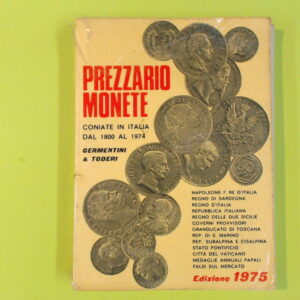 PREZZARIO
MONETE
CONIATE IN ITALIA
DAL 1800 AL 1974
GERMENTINI
& TODERI
NAPOLEONE I° RE D'ITALIA
REGNO DI SARDEGNA
REGNO D'ITALIA
REPUBBLICA ITALIANA
REGNO DELLE DUE SICILIE
GOVERNI PROVVISORI
GRANDUCATO DI TOSCANA
REP. DI S. MARINO
REP. SUBALPINA E CISALPINA
STATO PONTIFICIO
CITTÀ DEL VATICANO
MEDAGLIE ANNUALI PAPALI
FALSI SUL MERCATO
Edizione 1975